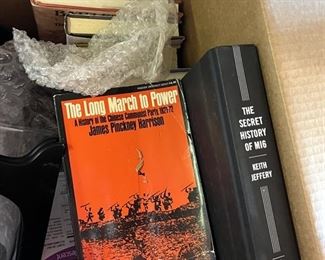 The Long March to Power
A History of the Chinese Communist Party, 1921-72
James Pinckney Harrison
THE
SECRET
HISTORY
OF MI6
KEITH
JEFFERY